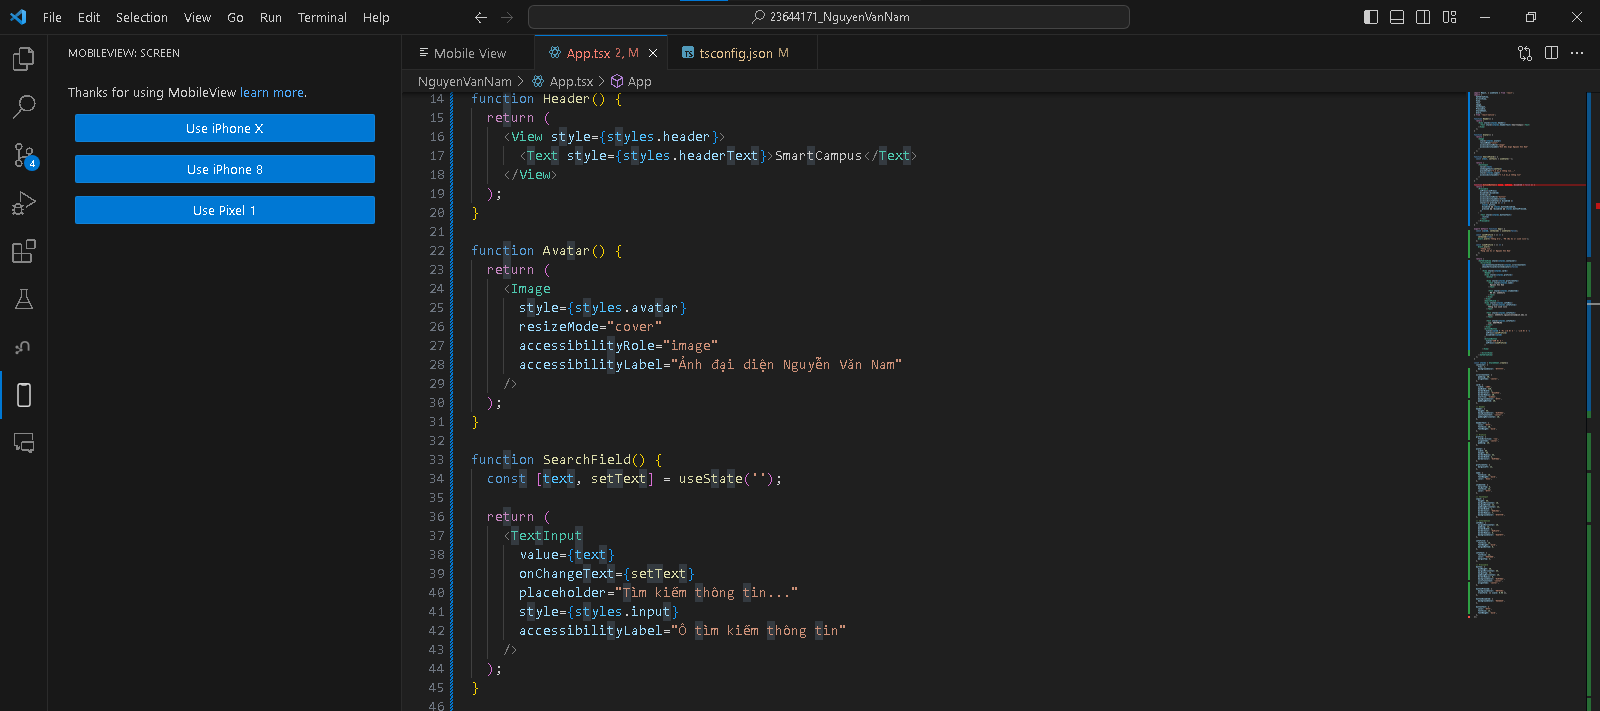 File Edit Selection View Go Run Terminal Help
23644171_NguyenVanNam
MOBILEVIEW: SCREEN
Thanks for using MobileView learn more.
Use iPhone X
Use iPhone 8
Use Pixel 1
4
Mobile View
App.tsx 2, M
tsconfig.json M
NguyenVanNam > App.tsx > App
14 function Header() {
15 return (
16 <View style={styles.header}>
17 <Text style={styles.headerText}>SmartCampus</Text>
18 </View>
19 );
20 }
21
22 function Avatar() {
23 return (
24 <Image
25 style={styles.avatar}
26 resizeMode="cover"
27 accessibilityRole="image"
28 accessibilityLabel="Ảnh đại diện Nguyễn Văn Nam"
29 />
30 );
31 }
32
33 function SearchField() {
34 const [text, setText] = useState('');
35
36 return (
37 <TextInput
38 value={text}
39 onChangeText={setText}
40 placeholder="Tìm kiếm thông tin..."
41 style={styles.input}
42 accessibilityLabel="Ô tìm kiếm thông tin"
43 />
44 );
45 }
46